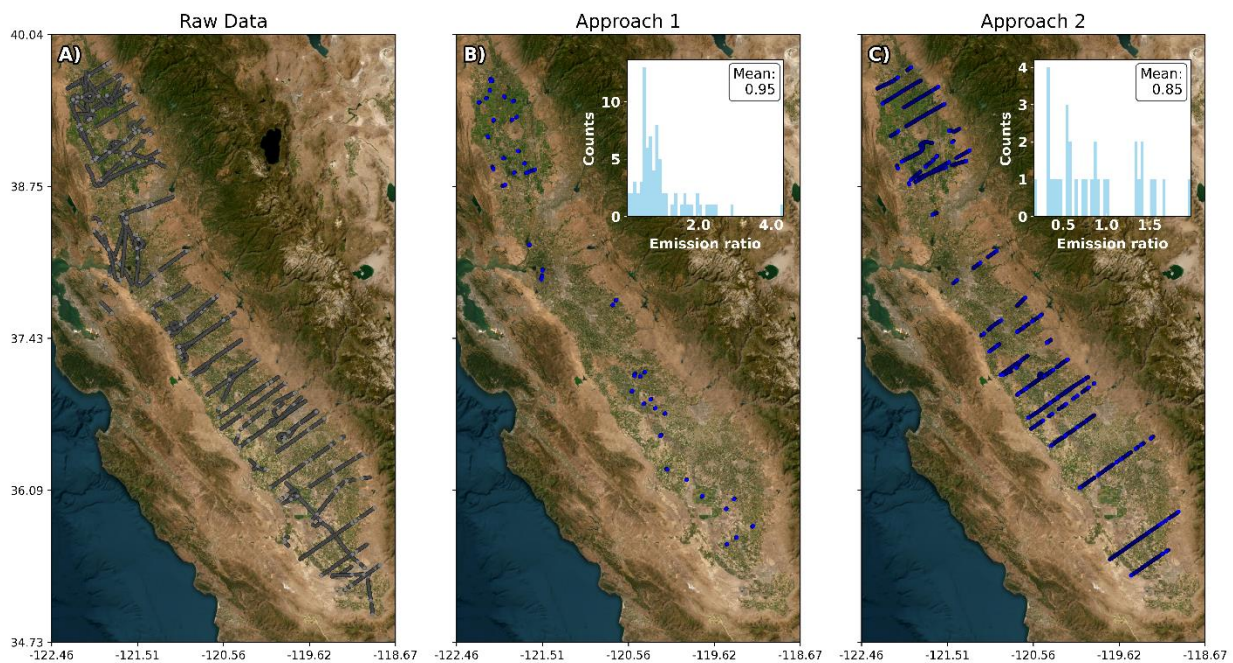 Raw Data
Approach 1
Approach 2
40.04
38.75
37.43
36.09
34.73
A)
B)
C)
Mean:
0.95
Counts
10
5
0
2.0
4.0
Emission ratio
Mean:
0.85
Counts
4
3
2
1
0
0.5
1.0
1.5
Emission ratio
-122.46
-121.51
-120.56
-119.62
-118.67
-122.46
-121.51
-120.56
-119.62
-118.67
-122.46
-121.51
-120.56
-119.62
-118.67